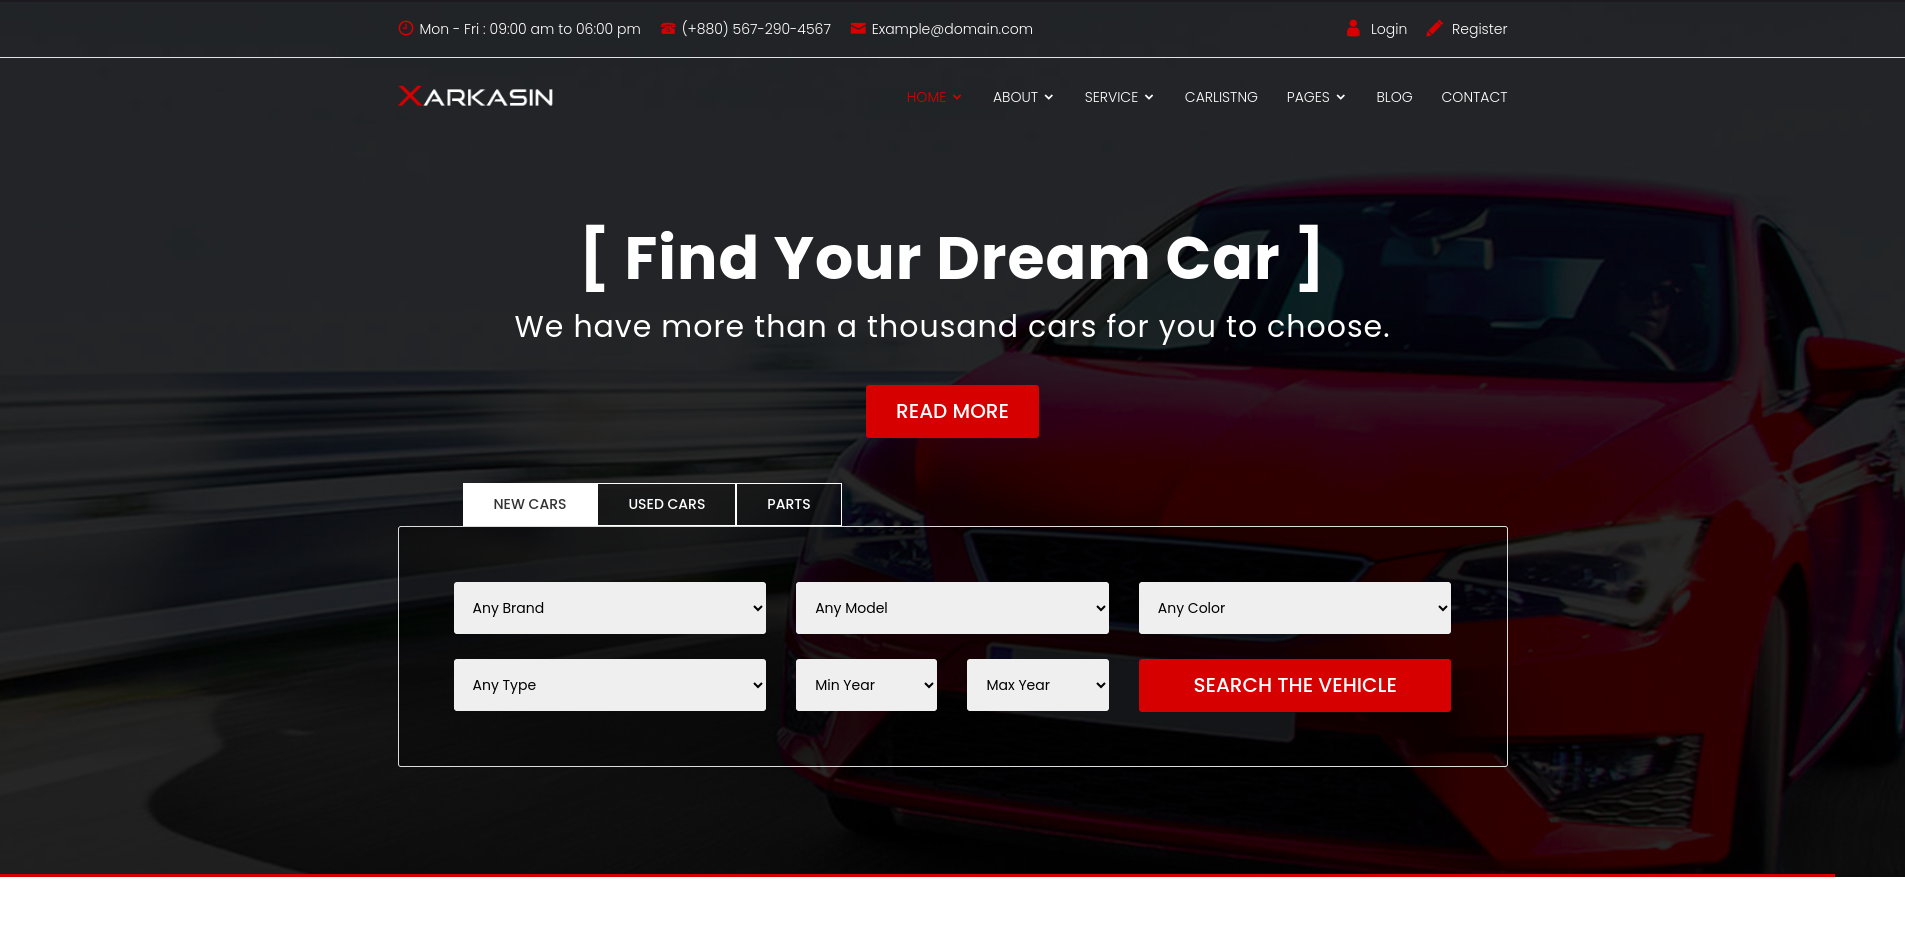 Mon - Fri : 09:00 am to 06:00 pm (+880) 567-290-4567 Example@domain.com Login Register
XARKASIN HOME ABOUT SERVICE CARLISTNG PAGES BLOG CONTACT
[ Find Your Dream Car ]
We have more than a thousand cars for you to choose.
READ MORE
NEW CARS USED CARS PARTS
Any Brand Any Model Any Color
Any Type Min Year Max Year SEARCH THE VEHICLE